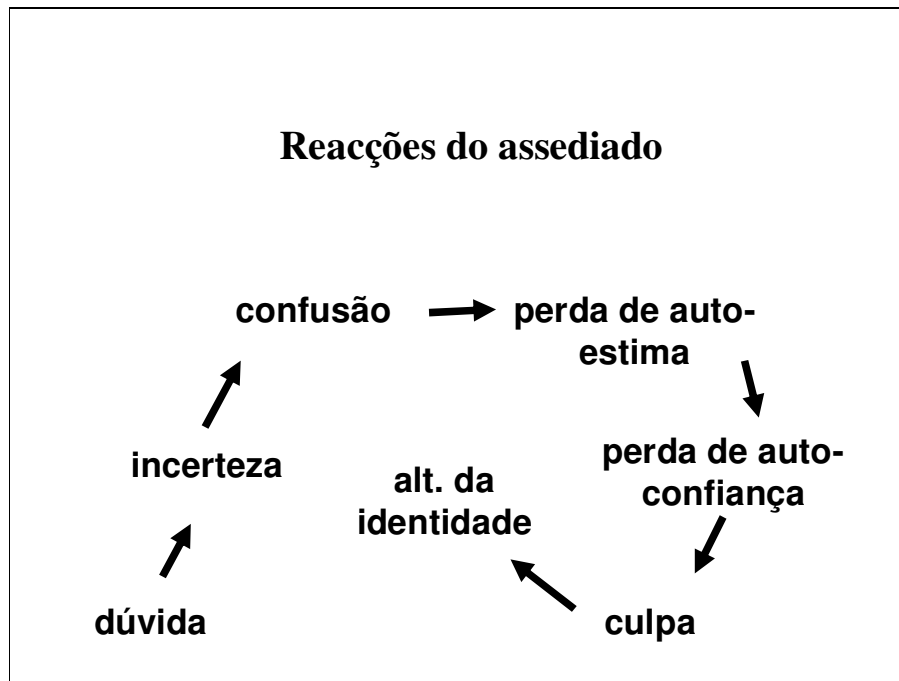 Reacções do assediado
confusão
perda de auto-
estima
incerteza
perda de auto-
confiança
alt. da
identidade
dúvida
culpa